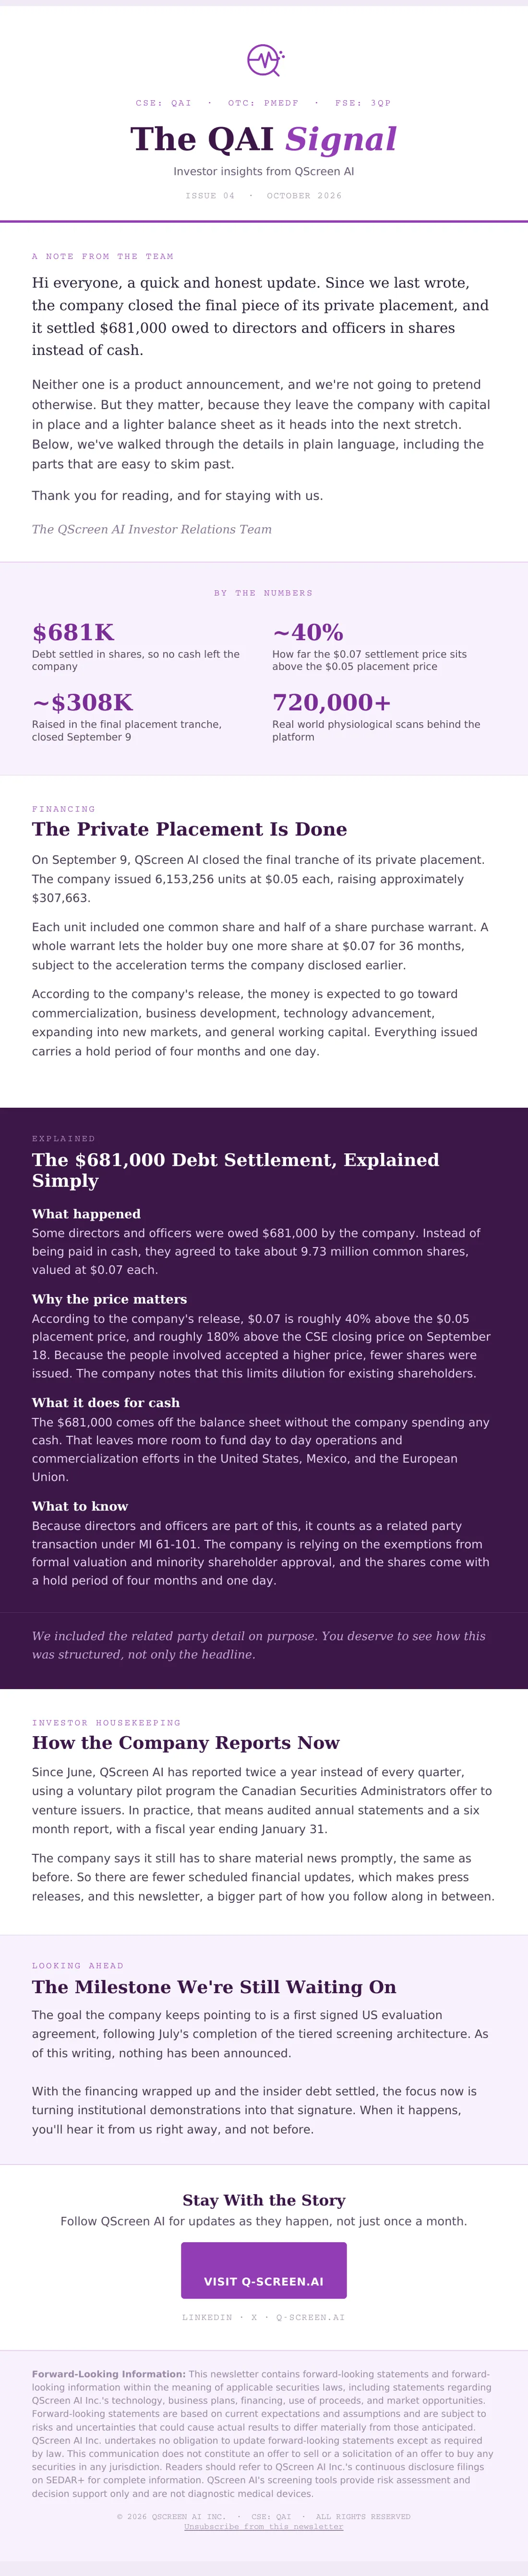 CSE: QAI · OTC: PMEDF · FSE: 3QP
The QAI Signal
Investor insights from QScreen AI
ISSUE 04 · OCTOBER 2026
A NOTE FROM THE TEAM
Hi everyone, a quick and honest update. Since we last wrote,
the company closed the final piece of its private placement, and
it settled $681,000 owed to directors and officers in shares
instead of cash.
Neither one is a product announcement, and we're not going to pretend
otherwise. But they matter, because they leave the company with capital
in place and a lighter balance sheet as it heads into the next stretch.
Below, we've walked through the details in plain language, including the
parts that are easy to skim past.
Thank you for reading, and for staying with us.
The QScreen AI Investor Relations Team
BY THE NUMBERS
$681K
Debt settled in shares, so no cash left the
company
~40%
How far the $0.07 settlement price sits
above the $0.05 placement price
~$308K
Raised in the final placement tranche,
closed September 9
720,000+
Real world physiological scans behind the
platform
FINANCING
The Private Placement Is Done
On September 9, QScreen AI closed the final tranche of its private placement.
The company issued 6,153,256 units at $0.05 each, raising approximately
$307,663.
Each unit included one common share and half of a share purchase warrant. A
whole warrant lets the holder buy one more share at $0.07 for 36 months,
subject to the acceleration terms the company disclosed earlier.
According to the company's release, the money is expected to go toward
commercialization, business development, technology advancement,
expanding into new markets, and general working capital. Everything issued
carries a hold period of four months and one day.
EXPLAINED
The $681,000 Debt Settlement, Explained
Simply
What happened
Some directors and officers were owed $681,000 by the company. Instead of
being paid in cash, they agreed to take about 9.73 million common shares,
valued at $0.07 each.
Why the price matters
According to the company's release, $0.07 is roughly 40% above the $0.05
placement price, and roughly 180% above the CSE closing price on September
18. Because the people involved accepted a higher price, fewer shares were
issued. The company notes that this limits dilution for existing shareholders.
What it does for cash
The $681,000 comes off the balance sheet without the company spending any
cash. That leaves more room to fund day to day operations and
commercialization efforts in the United States, Mexico, and the European
Union.
What to know
Because directors and officers are part of this, it counts as a related party
transaction under MI 61-101. The company is relying on the exemptions from
formal valuation and minority shareholder approval, and the shares come with
a hold period of four months and one day.
We included the related party detail on purpose. You deserve to see how this
was structured, not only the headline.
INVESTOR HOUSEKEEPING
How the Company Reports Now
Since June, QScreen AI has reported twice a year instead of every quarter,
using a voluntary pilot program the Canadian Securities Administrators offer to
venture issuers. In practice, that means audited annual statements and a six
month report, with a fiscal year ending January 31.
The company says it still has to share material news promptly, the same as
before. So there are fewer scheduled financial updates, which makes press
releases, and this newsletter, a bigger part of how you follow along in between.
LOOKING AHEAD
The Milestone We're Still Waiting On
The goal the company keeps pointing to is a first signed US evaluation
agreement, following July's completion of the tiered screening architecture. As
of this writing, nothing has been announced.
With the financing wrapped up and the insider debt settled, the focus now is
turning institutional demonstrations into that signature. When it happens,
you'll hear it from us right away, and not before.
Stay With the Story
Follow QScreen AI for updates as they happen, not just once a month.
VISIT Q-SCREEN.AI
LINKEDIN · X · Q-SCREEN.AI
Forward-Looking Information: This newsletter contains forward-looking statements and forward-
looking information within the meaning of applicable securities laws, including statements regarding
QScreen AI Inc.'s technology, business plans, financing, use of proceeds, and market opportunities.
Forward-looking statements are based on current expectations and assumptions and are subject to
risks and uncertainties that could cause actual results to differ materially from those anticipated.
QScreen AI Inc. undertakes no obligation to update forward-looking statements except as required
by law. This communication does not constitute an offer to sell or a solicitation of an offer to buy any
securities in any jurisdiction. Readers should refer to QScreen AI Inc.'s continuous disclosure filings
on SEDAR+ for complete information. QScreen AI's screening tools provide risk assessment and
decision support only and are not diagnostic medical devices.
© 2026 QSCREEN AI INC. · CSE: QAI · ALL RIGHTS RESERVED
Unsubscribe from this newsletter